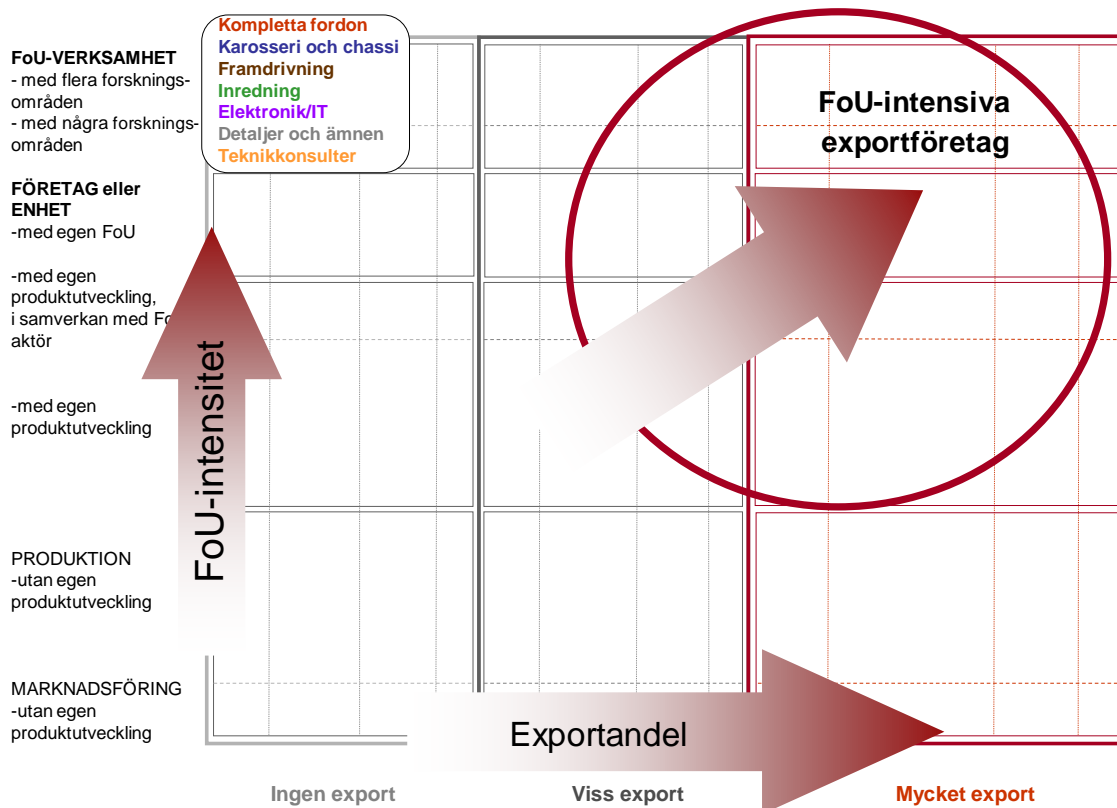 Kompletta fordon
Karosseri och chassi
Framdrivning
Inredning
Elektronik/IT
Detaljer och ämnen
Teknikkonsulter
FoU-VERKSAMHET
- med flera forsknings-
områden
- med några forsknings-
områden
FÖRETAG eller
ENHET
-med egen FoU
-med egen
produktutveckling,
i samverkan med
aktör
-med egen
produktutveckling
PRODUKTION
-utan egen
produktutveckling
MARKNADSFÖRING
-utan egen
produktutveckling
FoU-intensitet
FoU-intensiva
exportföretag
Exportandel
Ingen export
Viss export
Mycket export